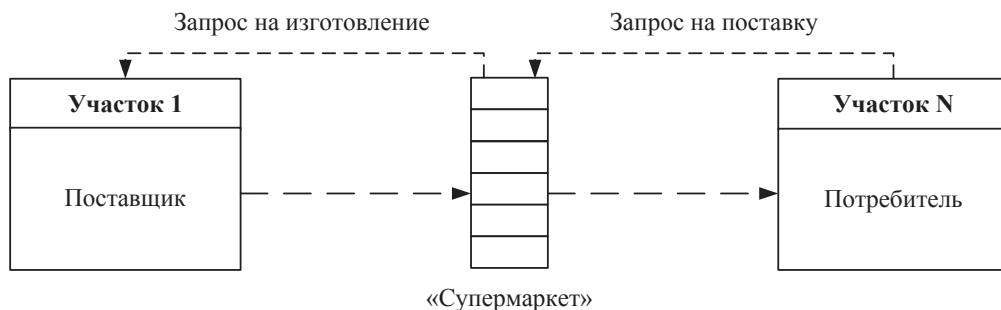 Запрос на изготовление
Запрос на поставку
Участок 1
Участок N
Поставщик
Потребитель
«Супермаркет»